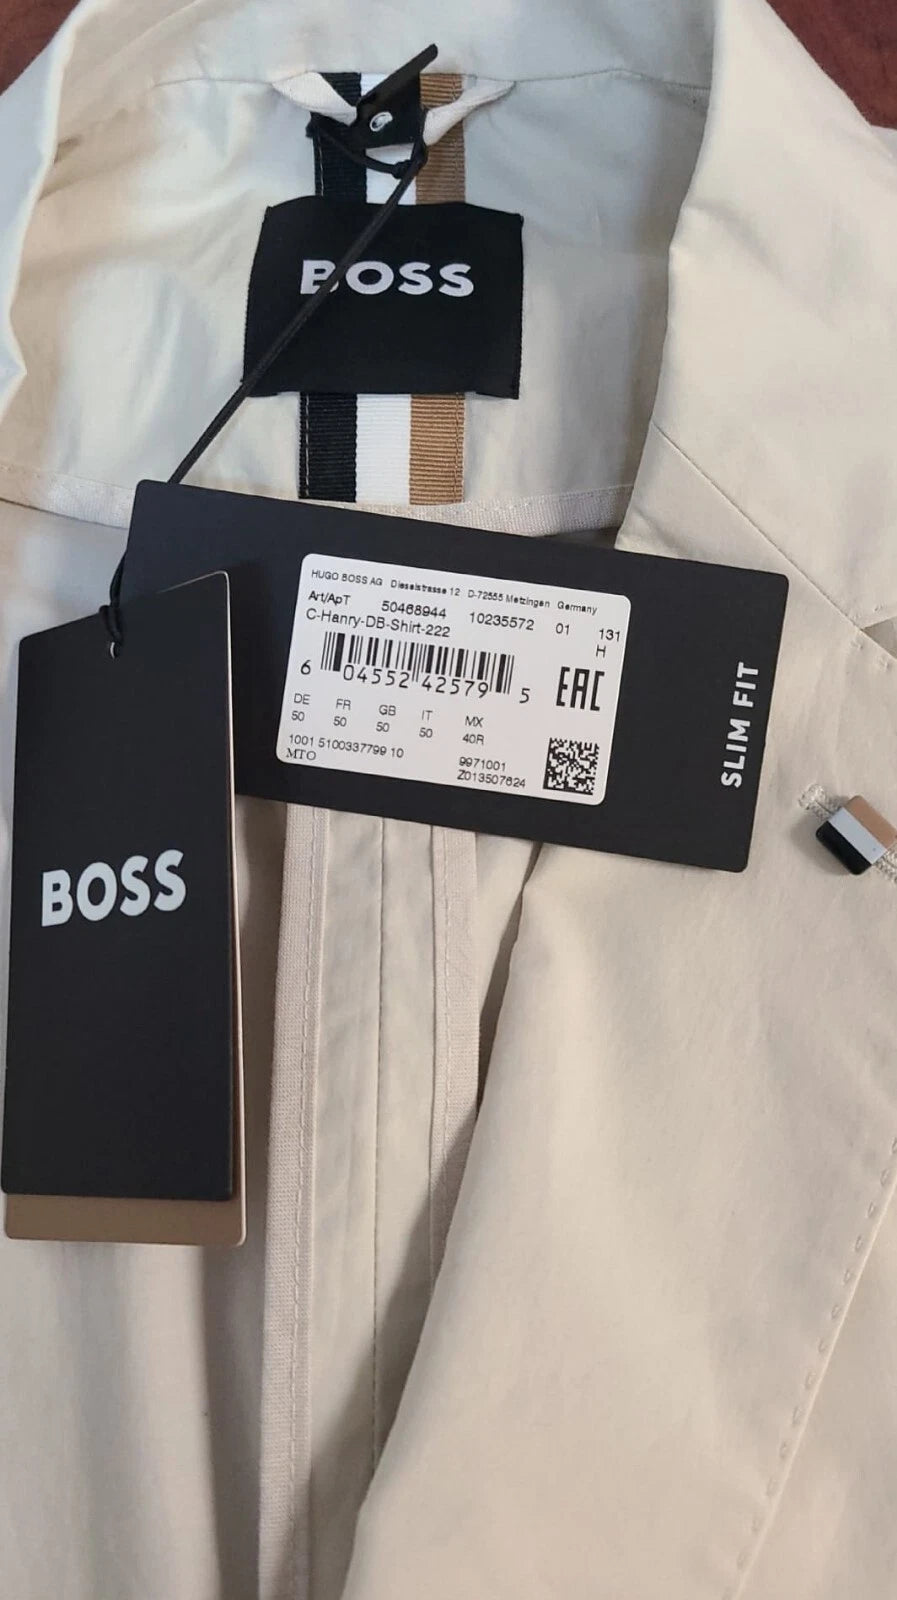 BOSS
HUGO BOSS AG Dieselstrasse 12 D-72555 Metzingen Germany
Art/ApT 50468944 10235572 01 131
C-Hanry-DB-Shirt-222 H
6 04552 42579 5
EAC
DE FR GB IT MX
50 50 50 50 40R
1001 5100337799 10 9971001
MTO Z013507624
SLIM FIT
BOSS